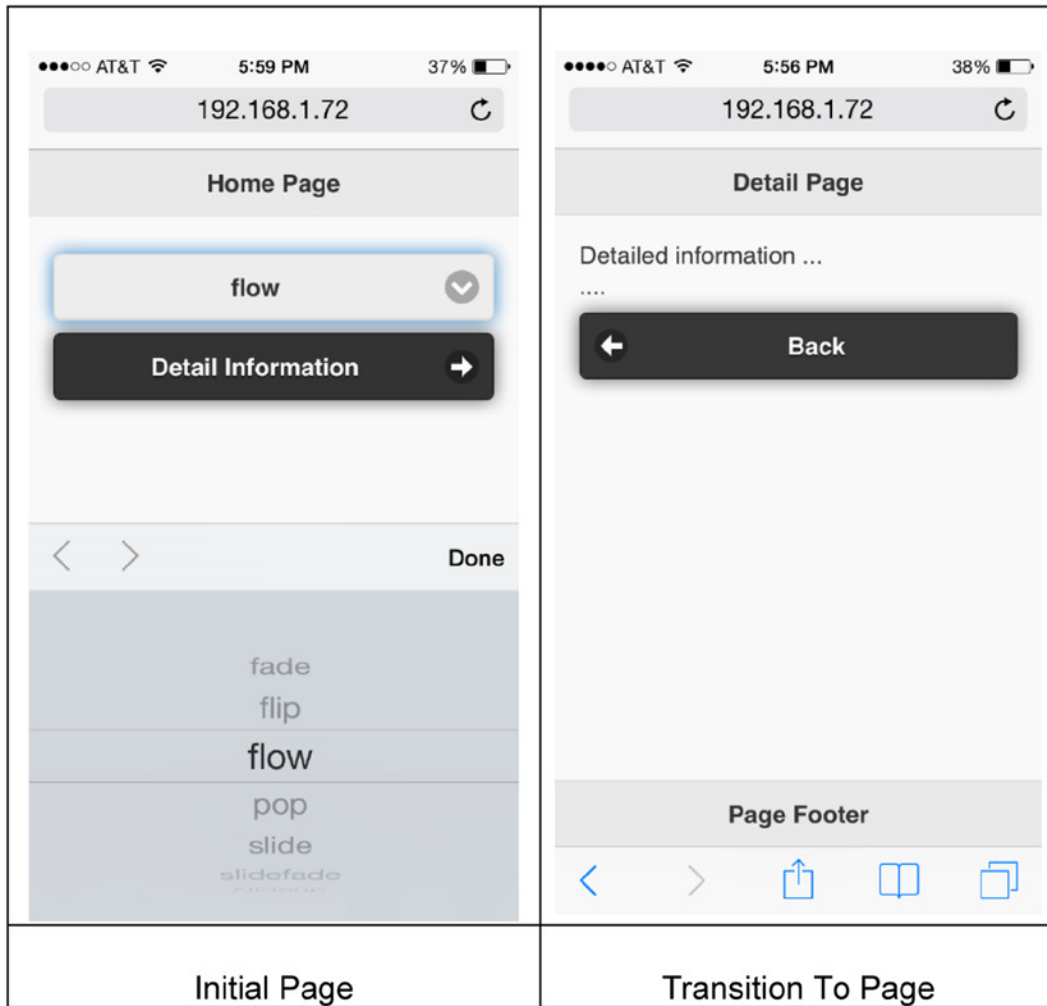 AT&T 5:59 PM 37%
192.168.1.72
Home Page
flow
Detail Information
Done
fade
flip
flow
pop
slide
slidefade
Initial Page
AT&T 5:56 PM 38%
192.168.1.72
Detail Page
Detailed information ...
....
Back
Page Footer
Transition To Page